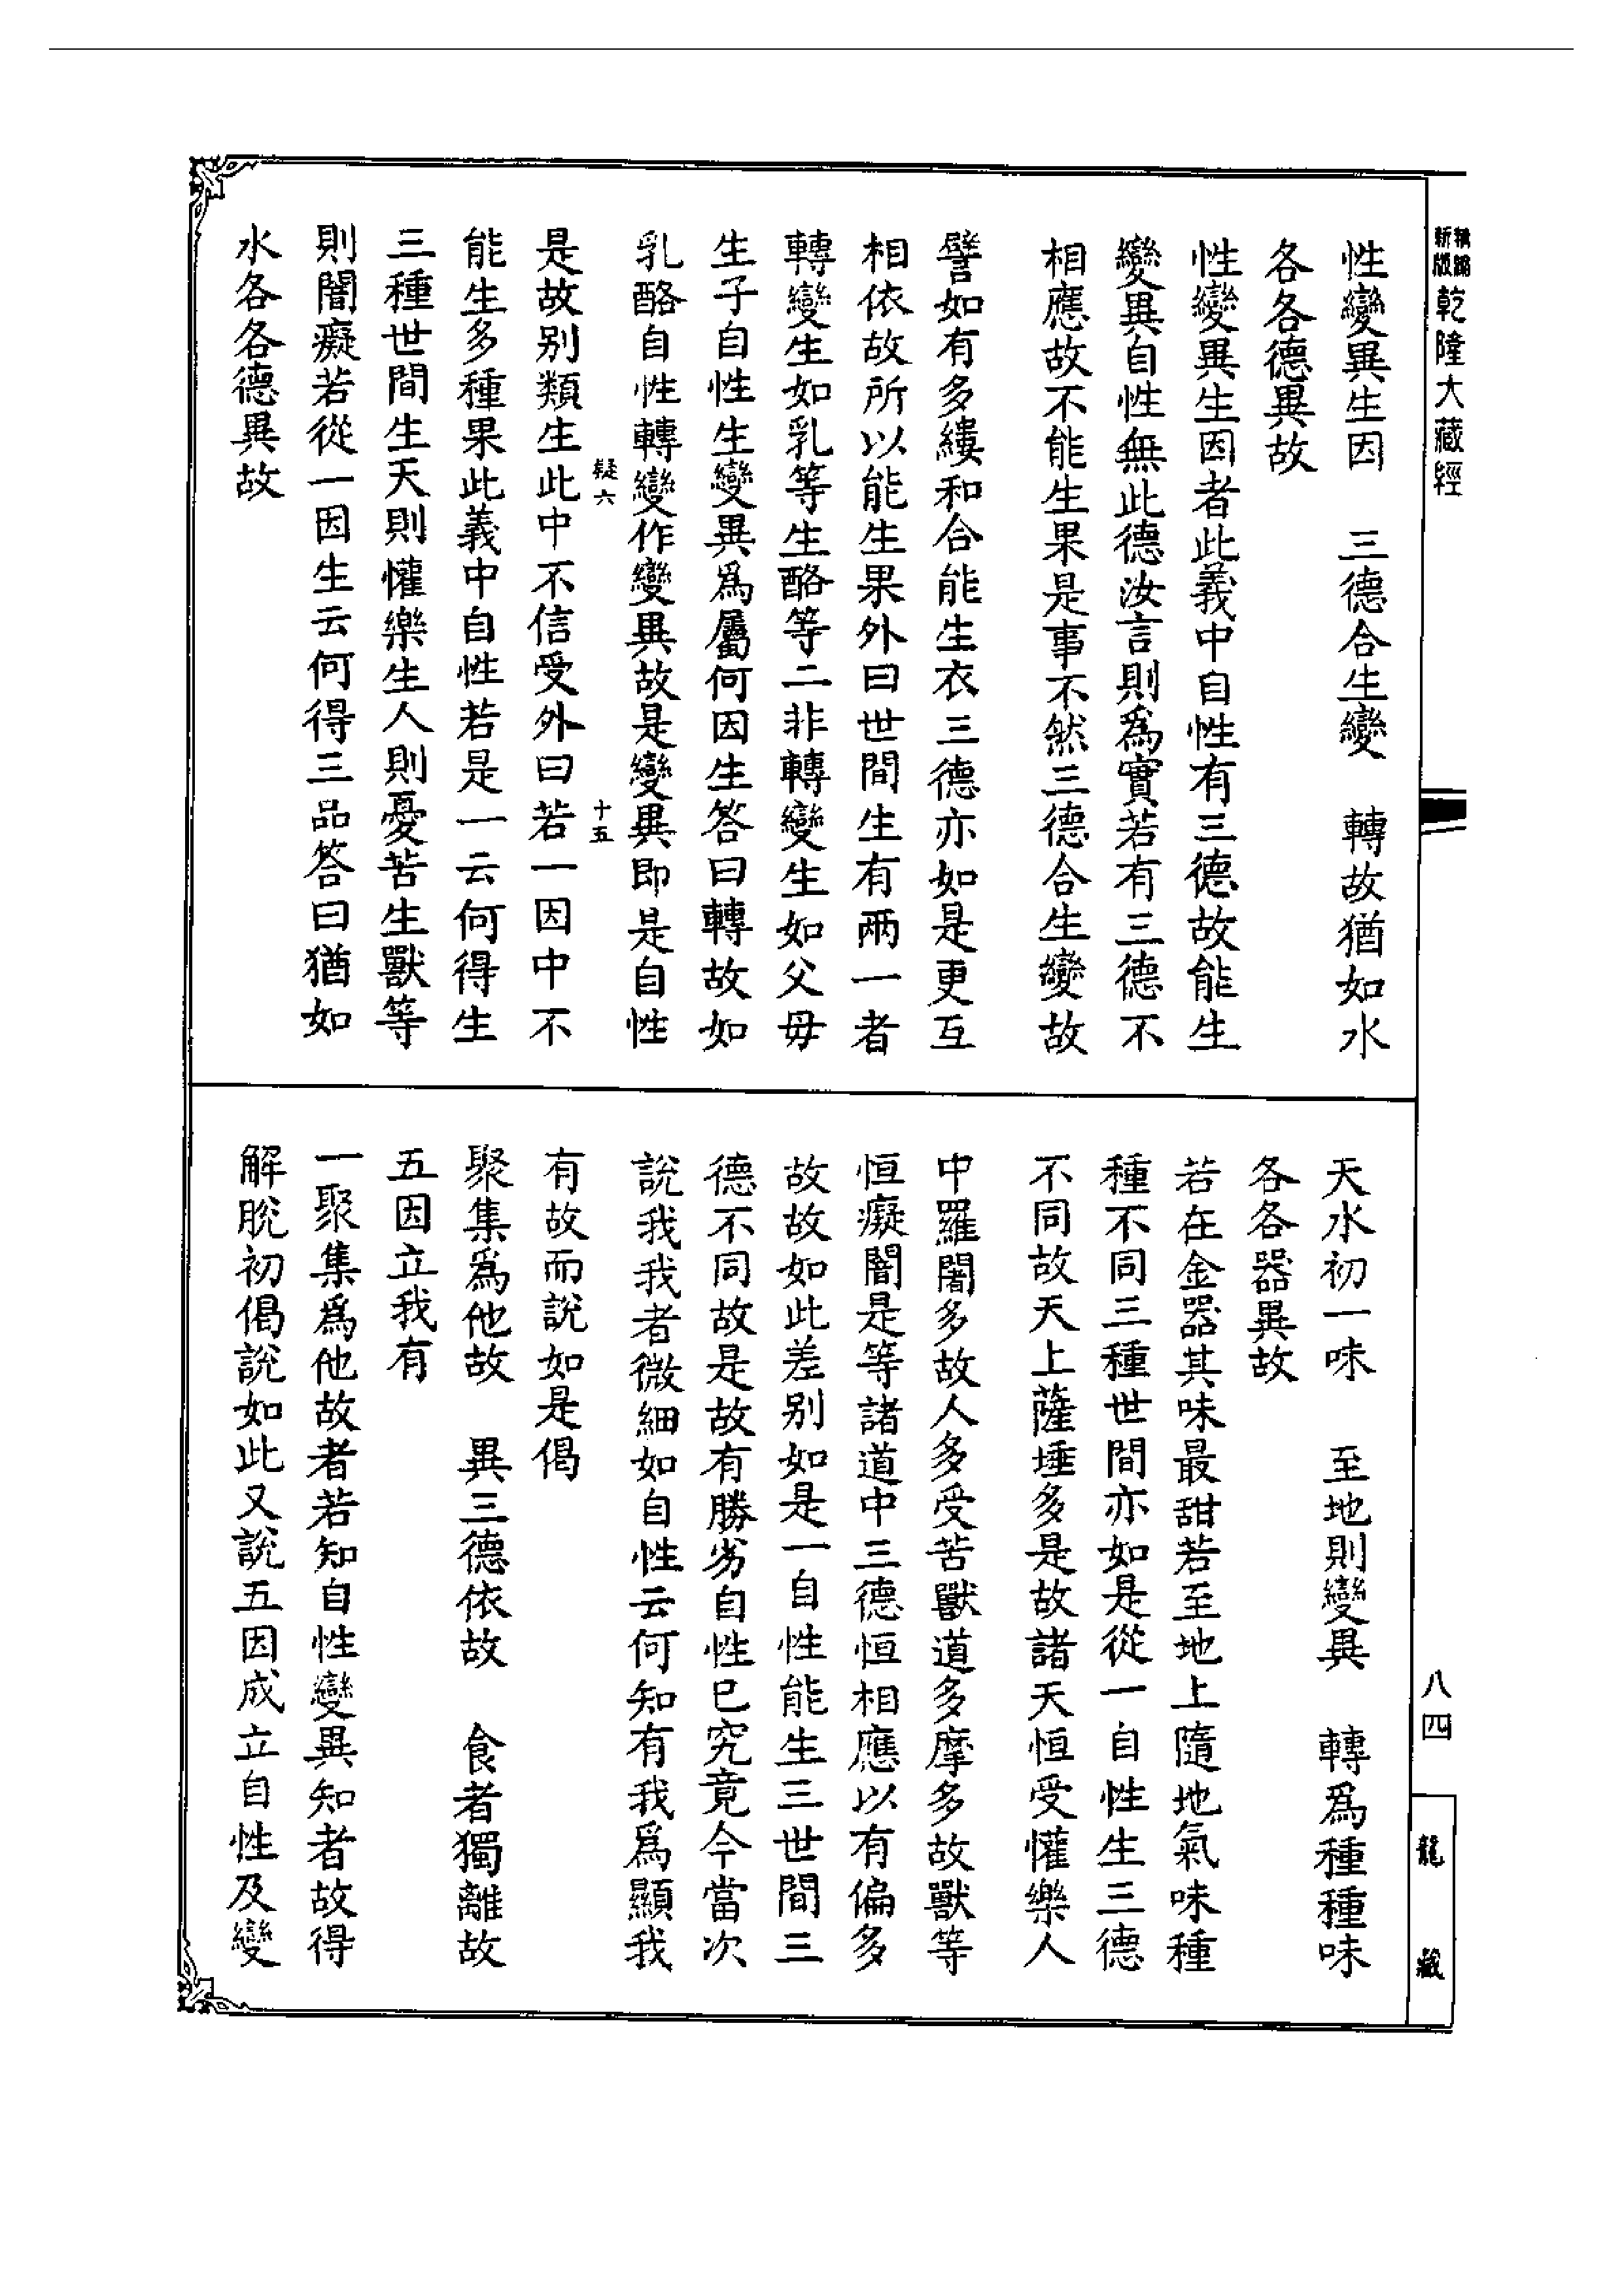 精縮新版乾隆大藏經
性變異生因　三德合生變　轉故猶如水
各各德異故
性變異生因者此義中自性有三德故能生
變異自性無此德汝言則爲實若有三德不
相應故不能生果是事不然三德合生變故
譬如有多縷和合能生衣三德亦如是更互
相依故所以能生果外曰世間生有兩一者
轉變生如乳等生酪等二非轉變生如父母
生子自性生變異爲屬何因生答曰轉故如
乳酪自性轉變作變異故是變異即是自性
疑六　十五
是故別類生此中不信受外曰若一因中不
能生多種果此義中自性若是一云何得生
三種世間生天則懽樂生人則憂苦生獸等
則闇癡若從一因生云何得三品答曰猶如
水各各德異故
天水初一味　至地則變異　轉爲種種味
各各器異故
若在金器其味最甜若至地上隨地氣味種
種不同三種世間亦如是從一自性生三德
不同故天上薩埵多是故諸天恒受懽樂人
中羅闍多故人多受苦獸道多摩多故獸等
恒癡闇是等諸道中三德恒相應以有偏多
故故如此差別如是一自性能生三世間三
德不同故是故有勝劣自性已究竟今當次
說我我者微細如自性云何知有我爲顯我
有故而說如是偈
聚集爲他故　異三德依故　食者獨離故
五因立我有
一聚集爲他故者若知自性變異知者故得
解脫初偈說如此又說五因成立自性及變
八四
龍藏